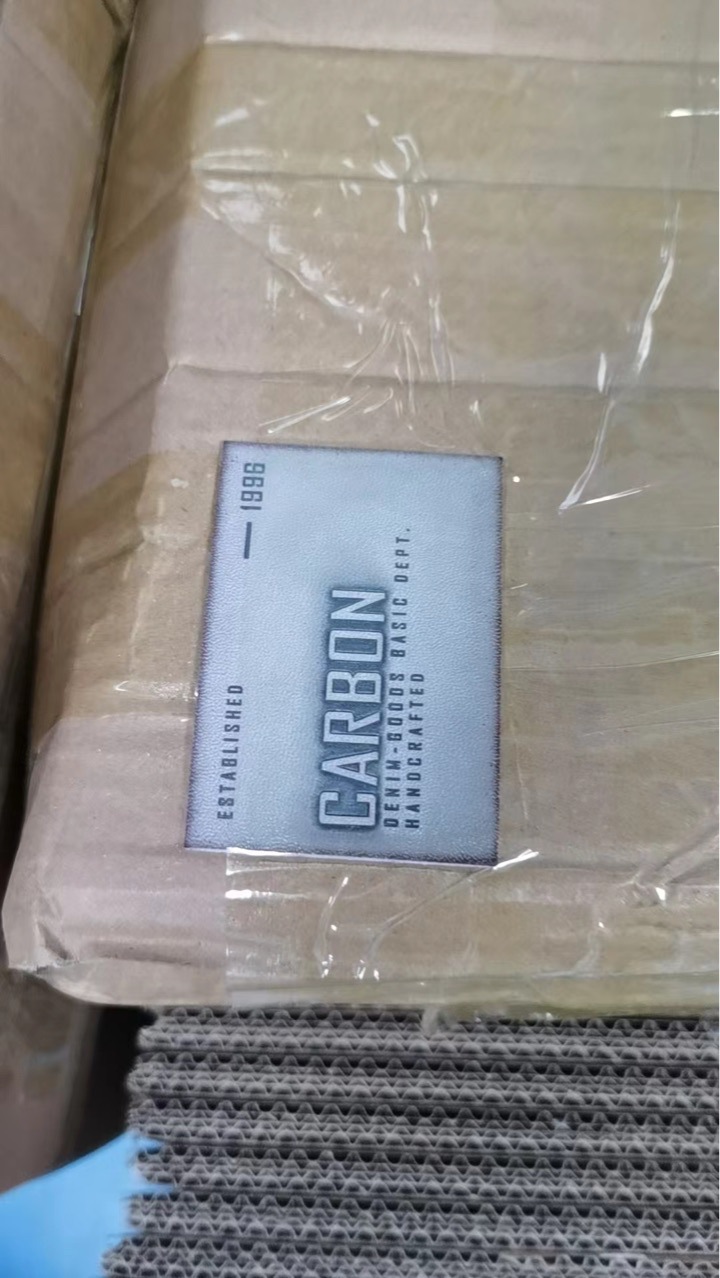 ESTABLISHED — 1996
CARBON
DENIM-GOODS BASIC DEPT.
HANDCRAFTED